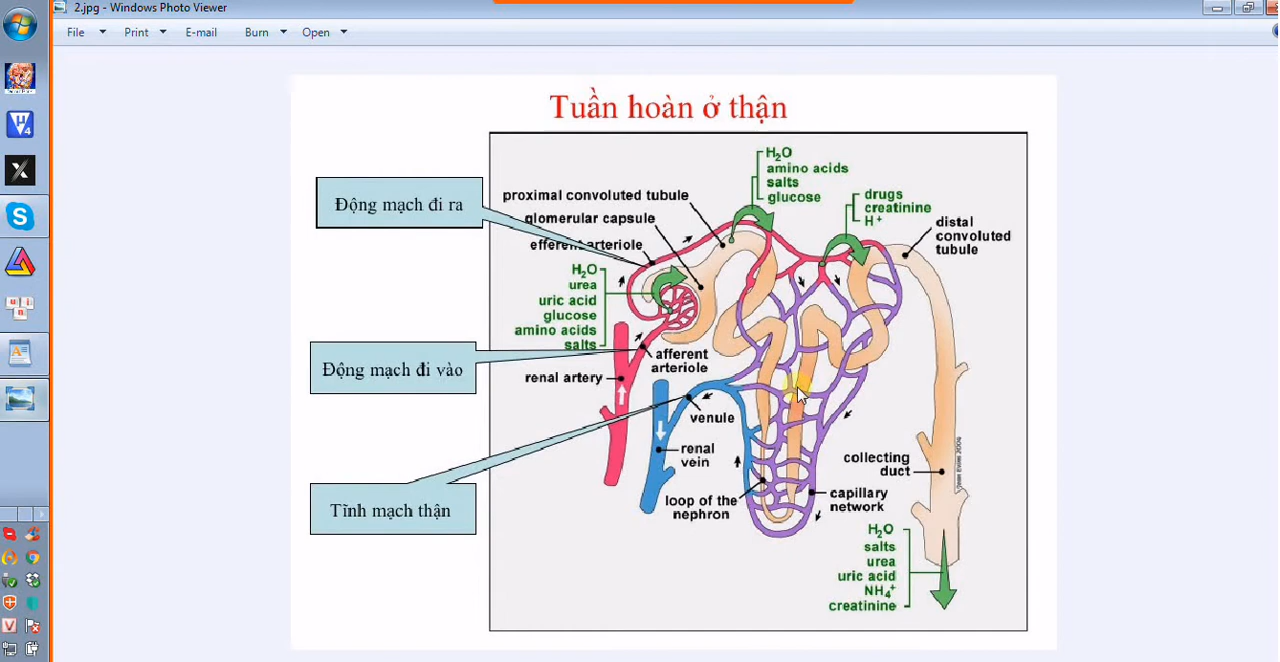 2.jpg - Windows Photo Viewer
File Print E-mail Burn Open
Tuần hoàn ở thận
Động mạch đi ra
Động mạch đi vào
Tĩnh mạch thận
H₂O
amino acids
salts
glucose
proximal convoluted tubule
glomerular capsule
efferent arteriole
drugs
creatinine
H⁺
distal
convoluted
tubule
H₂O
urea
uric acid
glucose
amino acids
salts
afferent
arteriole
renal artery
venule
renal
vein
loop of the
nephron
capillary
network
collecting
duct
H₂O
salts
urea
uric acid
NH₄⁺
creatinine